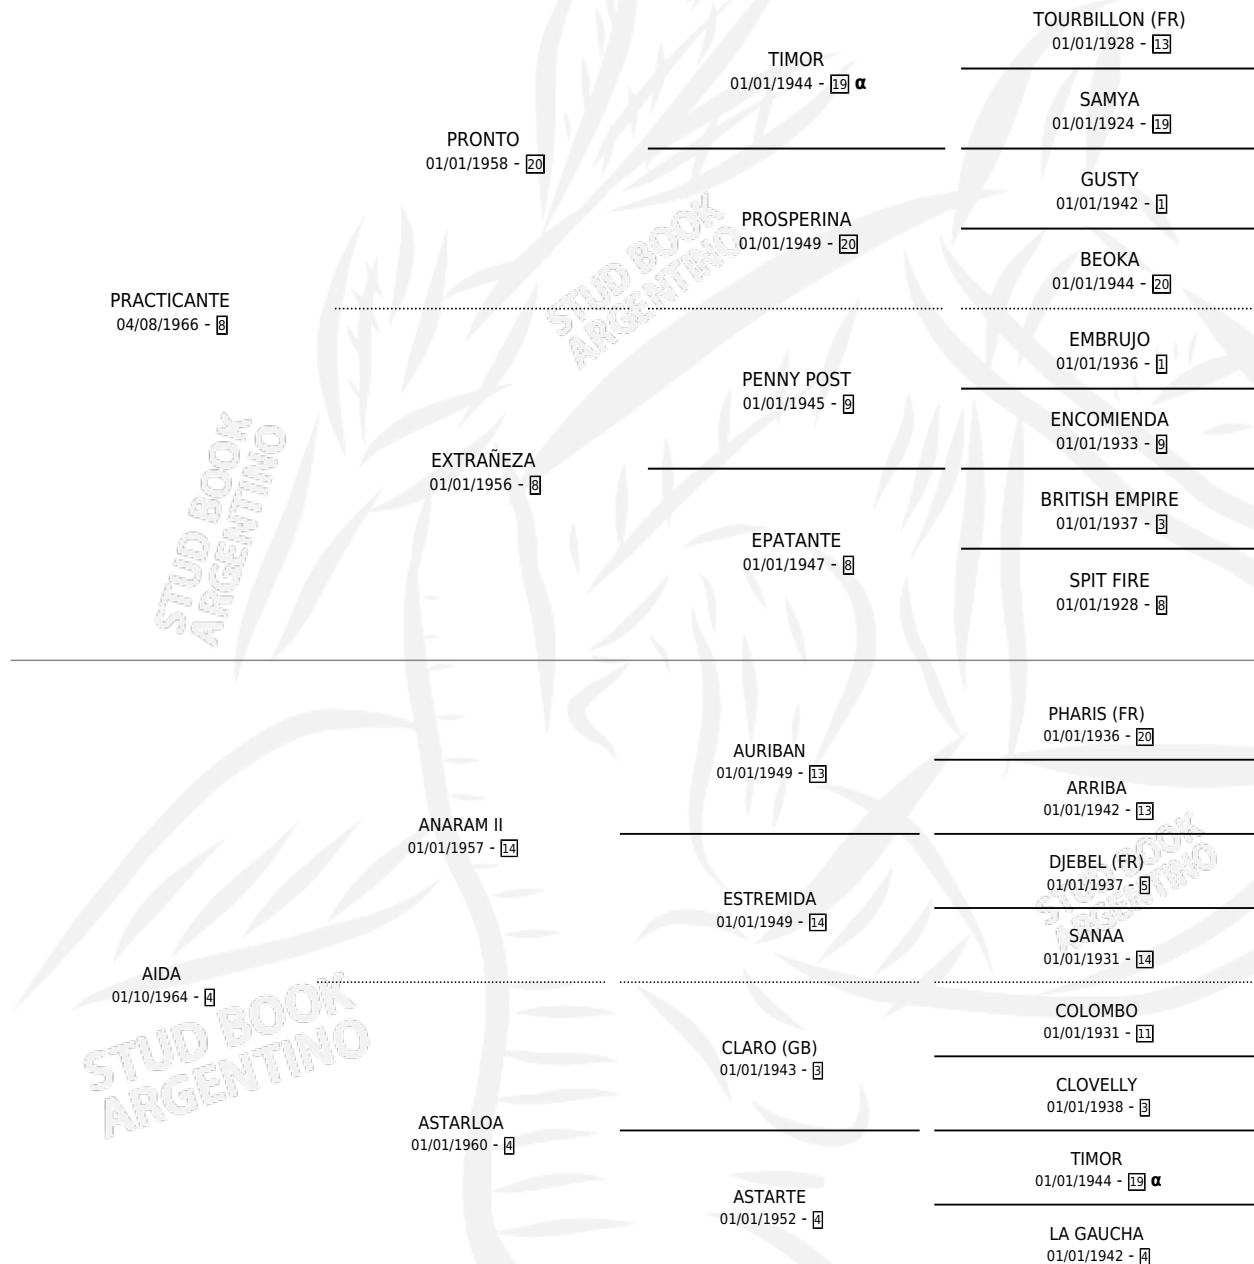 TOURBILLON (FR)
01/01/1928 - 13
TIMOR
01/01/1944 - 19 α
SAMYA
01/01/1924 - 19
PRONTO
01/01/1958 - 20
GUSTY
01/01/1942 - 1
PROSPERINA
01/01/1949 - 20
BEOKA
01/01/1944 - 20
STUD BOOK
ARGENTINO
PRACTICANTE
04/08/1966 - 8
EMBRUJO
01/01/1936 - 1
PENNY POST
01/01/1945 - 9
ENCOMIENDA
01/01/1933 - 9
EXTRAÑEZA
01/01/1956 - 8
BRITISH EMPIRE
01/01/1937 - 3
EPATANTE
01/01/1947 - 8
SPIT FIRE
01/01/1928 - 8
STUD BOOK
ARGENTINO
PHARIS (FR)
01/01/1936 - 20
AURIBAN
01/01/1949 - 13
ARRIBA
01/01/1942 - 13
ANARAM II
01/01/1957 - 14
DJEBEL (FR)
01/01/1937 - 5
ESTREMIDA
01/01/1949 - 14
SANAA
01/01/1931 - 14
STUD BOOK
ARGENTINO
AIDA
01/10/1964 - 4
COLOMBO
01/01/1931 - 11
CLARO (GB)
01/01/1943 - 3
CLOVELLY
01/01/1938 - 3
STUD BOOK
ARGENTINO
ASTARLOA
01/01/1960 - 4
TIMOR
01/01/1944 - 19 α
ASTARTE
01/01/1952 - 4
LA GAUCHA
01/01/1942 - 4